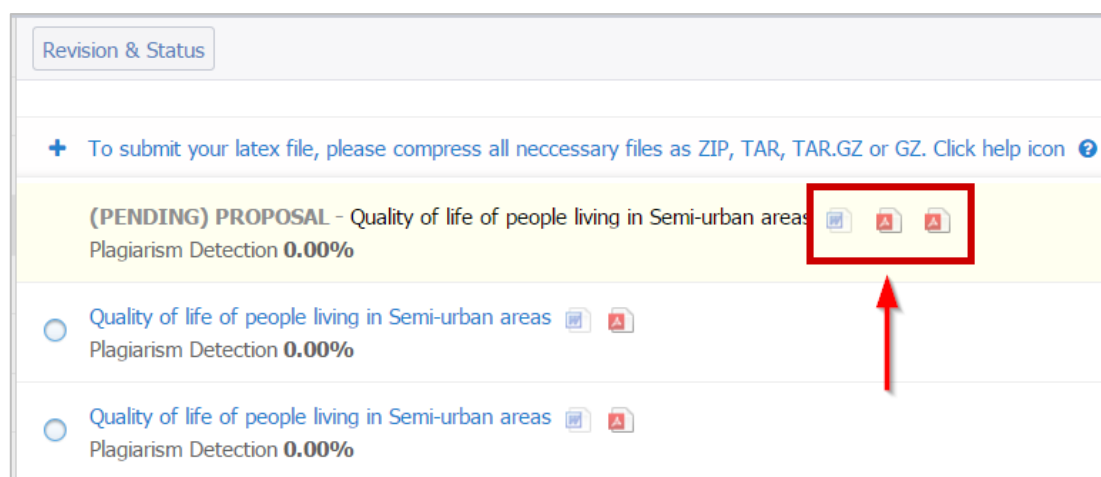 Revision & Status
To submit your latex file, please compress all neccessary files as ZIP, TAR, TAR.GZ or GZ. Click help icon
(PENDING) PROPOSAL - Quality of life of people living in Semi-urban areas
Plagiarism Detection 0.00%
Quality of life of people living in Semi-urban areas
Plagiarism Detection 0.00%
Quality of life of people living in Semi-urban areas
Plagiarism Detection 0.00%